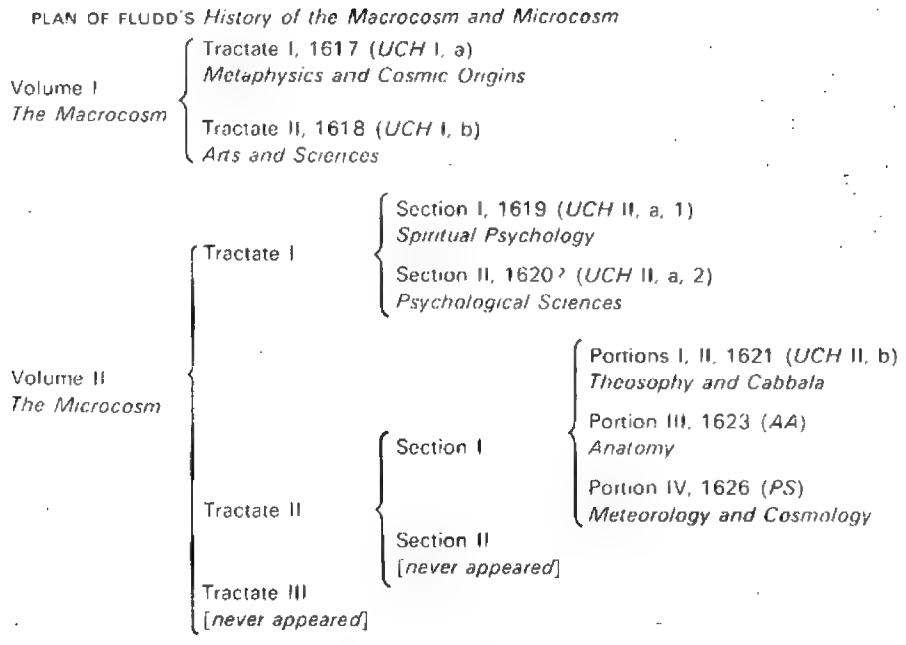 PLAN OF FLUDD'S History of the Macrocosm and Microcosm
Volume I
The Macrocosm
Tractate I, 1617 (UCH I, a)
Metaphysics and Cosmic Origins
Tractate II, 1618 (UCH I, b)
Arts and Sciences
Volume II
The Microcosm
Tractate I
Section I, 1619 (UCH II, a, 1)
Spiritual Psychology
Section II, 1620? (UCH II, a, 2)
Psychological Sciences
Tractate II
Section I
Portions I, II, 1621 (UCH II, b)
Theosophy and Cabbala
Portion III, 1623 (AA)
Anatomy
Portion IV, 1626 (PS)
Meteorology and Cosmology
Section II
[never appeared]
Tractate III
[never appeared]